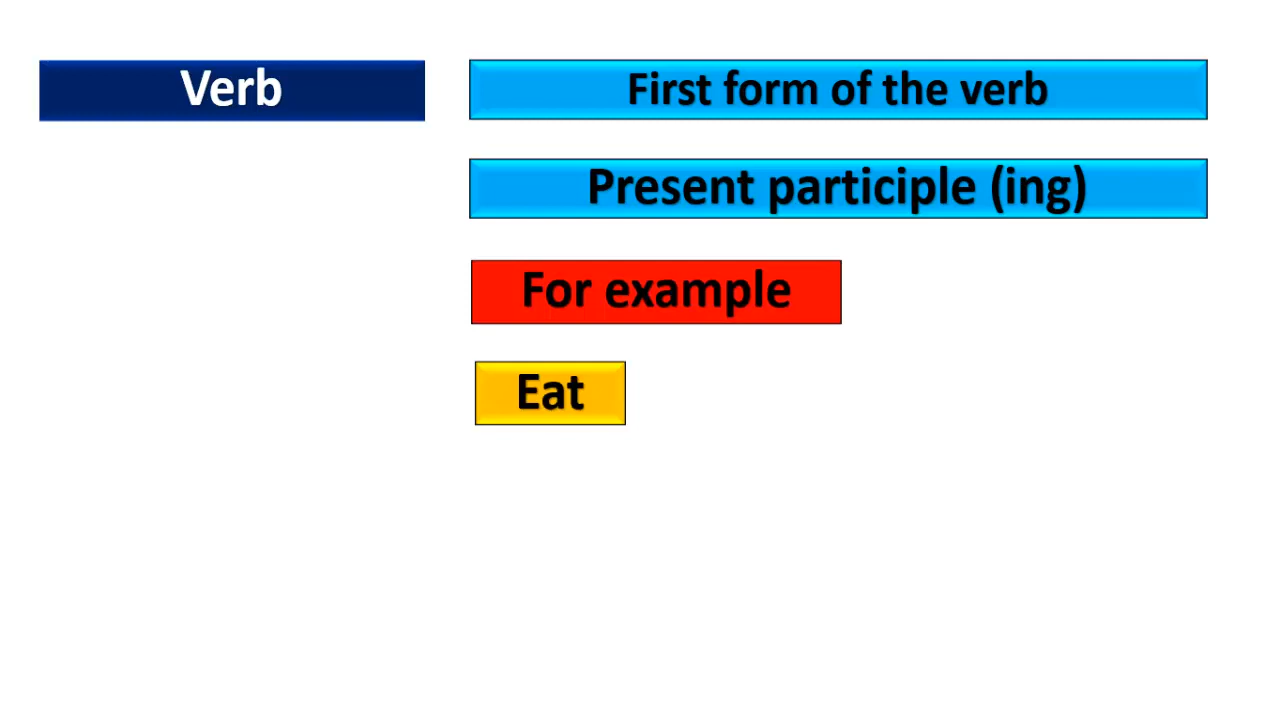 Verb
First form of the verb
Present participle (ing)
For example
Eat